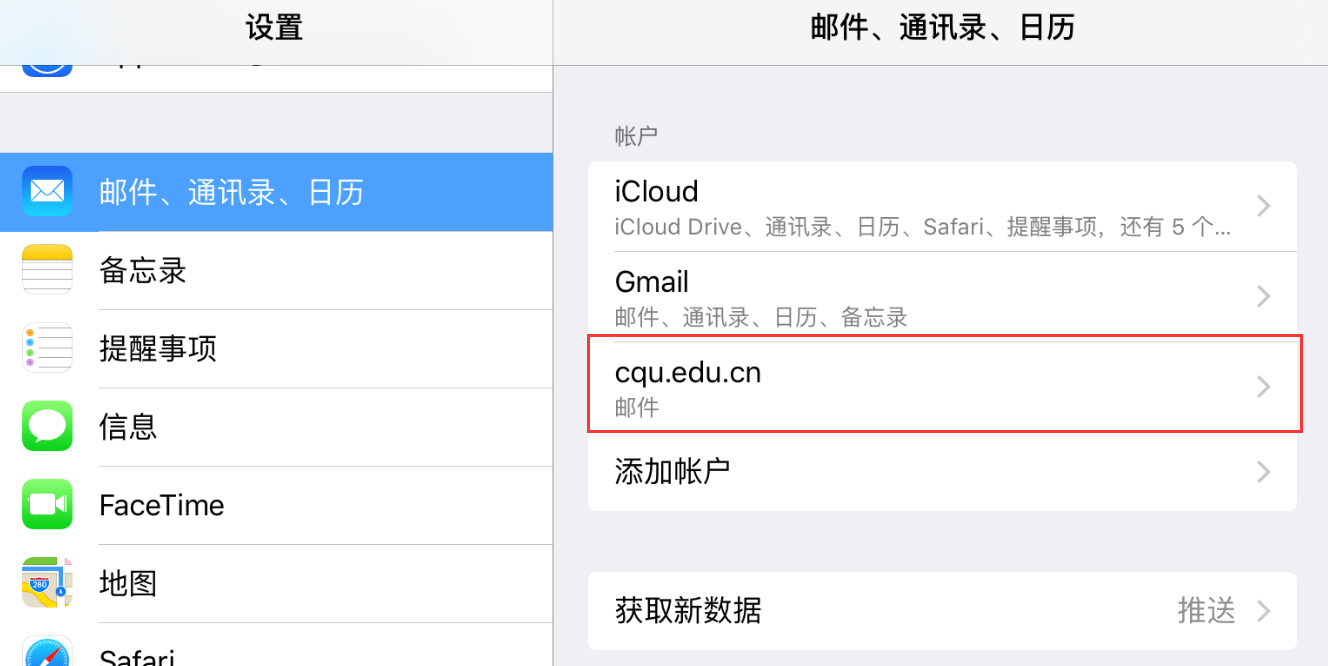 设置
邮件、通讯录、日历
备忘录
提醒事项
信息
FaceTime
280
地图
Safari
邮件、通讯录、日历
帐户
iCloud
iCloud Drive、通讯录、日历、Safari、提醒事项，还有 5 个...
Gmail
邮件、通讯录、日历、备忘录
cqu.edu.cn
邮件
添加帐户
获取新数据 推送